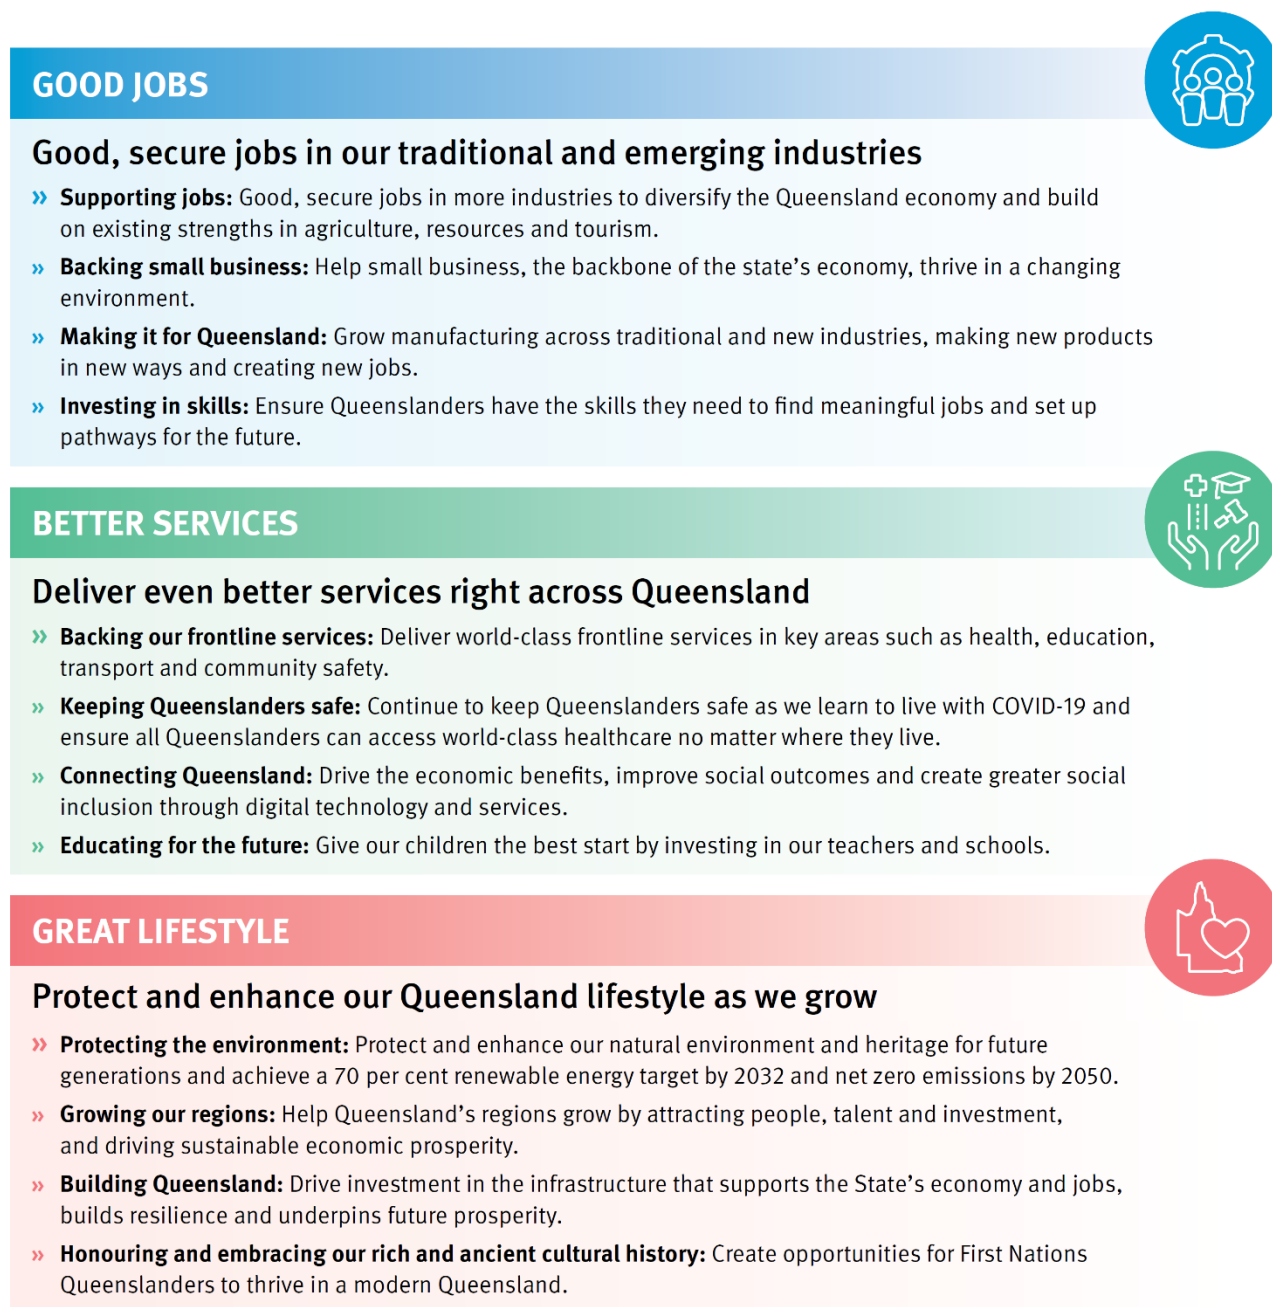 GOOD JOBS
Good, secure jobs in our traditional and emerging industries
» Supporting jobs: Good, secure jobs in more industries to diversify the Queensland economy and build
on existing strengths in agriculture, resources and tourism.
» Backing small business: Help small business, the backbone of the state’s economy, thrive in a changing
environment.
» Making it for Queensland: Grow manufacturing across traditional and new industries, making new products
in new ways and creating new jobs.
» Investing in skills: Ensure Queenslanders have the skills they need to find meaningful jobs and set up
pathways for the future.
BETTER SERVICES
Deliver even better services right across Queensland
» Backing our frontline services: Deliver world-class frontline services in key areas such as health, education,
transport and community safety.
» Keeping Queenslanders safe: Continue to keep Queenslanders safe as we learn to live with COVID-19 and
ensure all Queenslanders can access world-class healthcare no matter where they live.
» Connecting Queensland: Drive the economic benefits, improve social outcomes and create greater social
inclusion through digital technology and services.
» Educating for the future: Give our children the best start by investing in our teachers and schools.
GREAT LIFESTYLE
Protect and enhance our Queensland lifestyle as we grow
» Protecting the environment: Protect and enhance our natural environment and heritage for future
generations and achieve a 70 per cent renewable energy target by 2032 and net zero emissions by 2050.
» Growing our regions: Help Queensland’s regions grow by attracting people, talent and investment,
and driving sustainable economic prosperity.
» Building Queensland: Drive investment in the infrastructure that supports the State’s economy and jobs,
builds resilience and underpins future prosperity.
» Honouring and embracing our rich and ancient cultural history: Create opportunities for First Nations
Queenslanders to thrive in a modern Queensland.